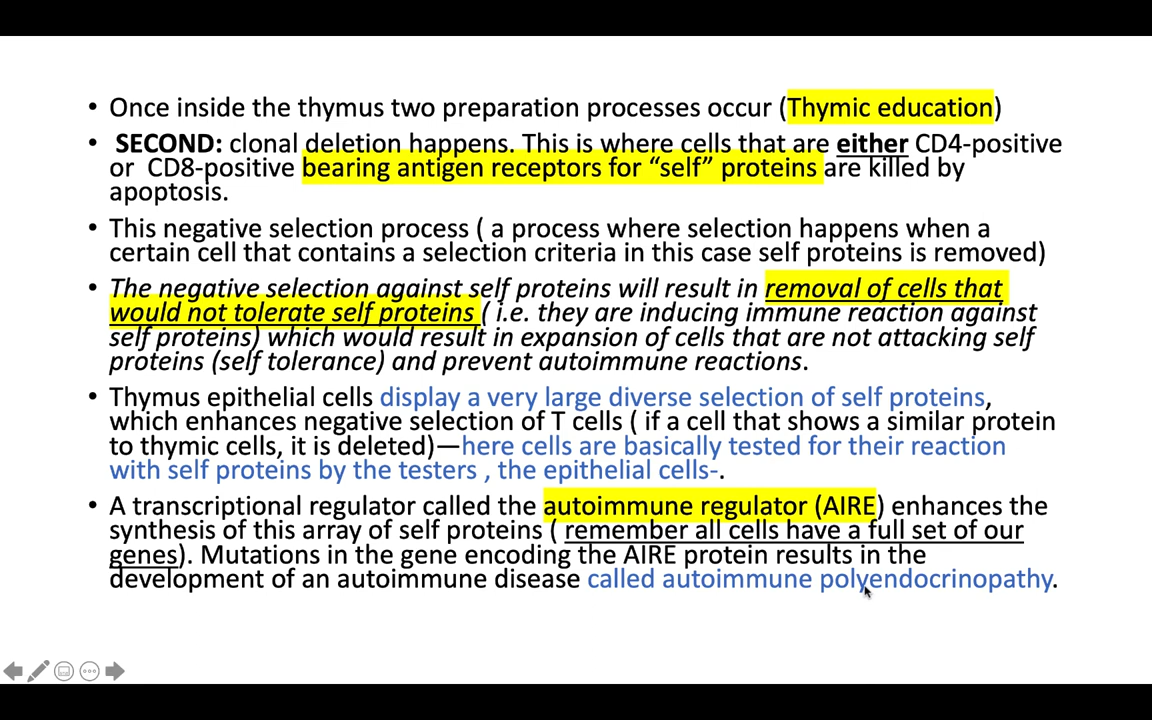 • Once inside the thymus two preparation processes occur (Thymic education)
• SECOND: clonal deletion happens. This is where cells that are either CD4-positive
or CD8-positive bearing antigen receptors for “self” proteins are killed by
apoptosis.
• This negative selection process ( a process where selection happens when a
certain cell that contains a selection criteria in this case self proteins is removed)
• The negative selection against self proteins will result in removal of cells that
would not tolerate self proteins ( i.e. they are inducing immune reaction against
self proteins) which would result in expansion of cells that are not attacking self
proteins (self tolerance) and prevent autoimmune reactions.
• Thymus epithelial cells display a very large diverse selection of self proteins,
which enhances negative selection of T cells ( if a cell that shows a similar protein
to thymic cells, it is deleted)—here cells are basically tested for their reaction
with self proteins by the testers , the epithelial cells-.
• A transcriptional regulator called the autoimmune regulator (AIRE) enhances the
synthesis of this array of self proteins ( remember all cells have a full set of our
genes). Mutations in the gene encoding the AIRE protein results in the
development of an autoimmune disease called autoimmune polyendocrinopathy.